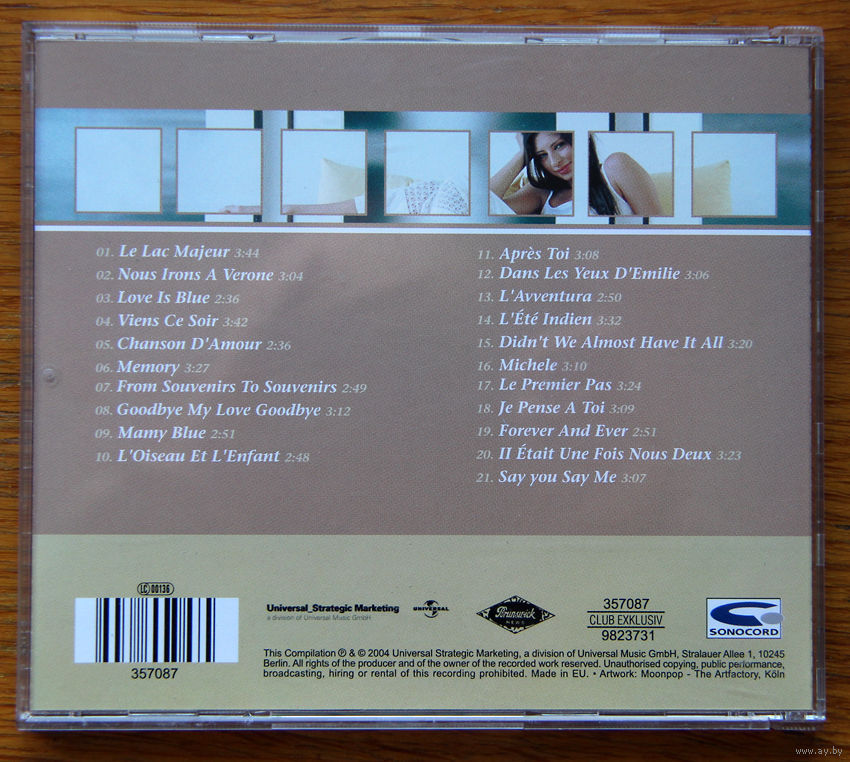 01. Le Lac Majeur 3:44
02. Nous Irons A Verone 3:04
03. Love Is Blue 2:36
04. Viens Ce Soir 3:42
05. Chanson D'Amour 2:36
06. Memory 3:27
07. From Souvenirs To Souvenirs 2:49
08. Goodbye My Love Goodbye 3:12
09. Mamy Blue 2:51
10. L'Oiseau Et L'Enfant 2:48
11. Après Toi 3:08
12. Dans Les Yeux D'Emilie 3:06
13. L'Avventura 2:50
14. L'Été Indien 3:32
15. Didn't We Almost Have It All 3:20
16. Michele 3:10
17. Le Premier Pas 3:24
18. Je Pense A Toi 3:09
19. Forever And Ever 2:51
20. Il Était Une Fois Nous Deux 3:23
21. Say you Say Me 3:07
LC 00136
357087
Universal_Strategic Marketing
a division of Universal Music GmbH
UNIVERSAL
Brunswick
NEWS
357087
CLUB EXKLUSIV
9823731
SONOCORD
This Compilation ℗ & © 2004 Universal Strategic Marketing, a division of Universal Music GmbH, Stralauer Allee 1, 10245
Berlin. All rights of the producer and of the owner of the recorded work reserved. Unauthorised copying, public performance,
broadcasting, hiring or rental of this recording prohibited. Made in EU. • Artwork: Moonpop - The Artfactory, Köln
www.ay.by